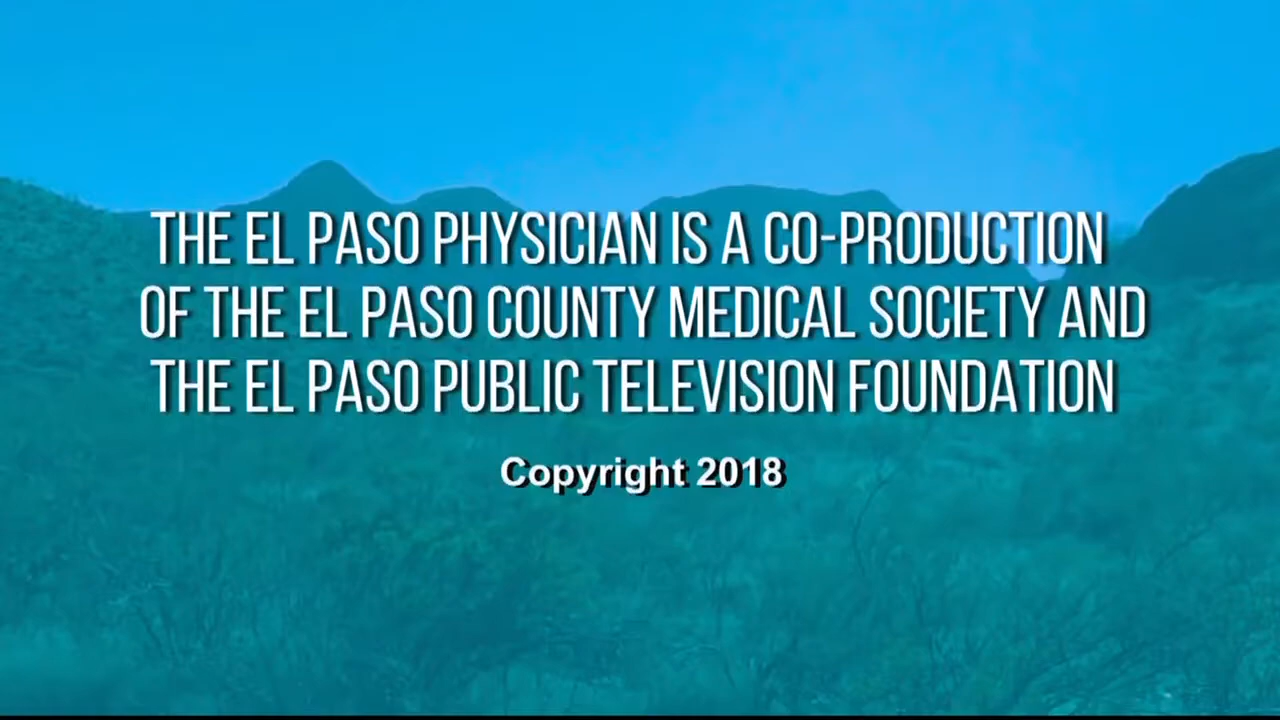 THE EL PASO PHYSICIAN IS A CO-PRODUCTION
OF THE EL PASO COUNTY MEDICAL SOCIETY AND
THE EL PASO PUBLIC TELEVISION FOUNDATION
Copyright 2018